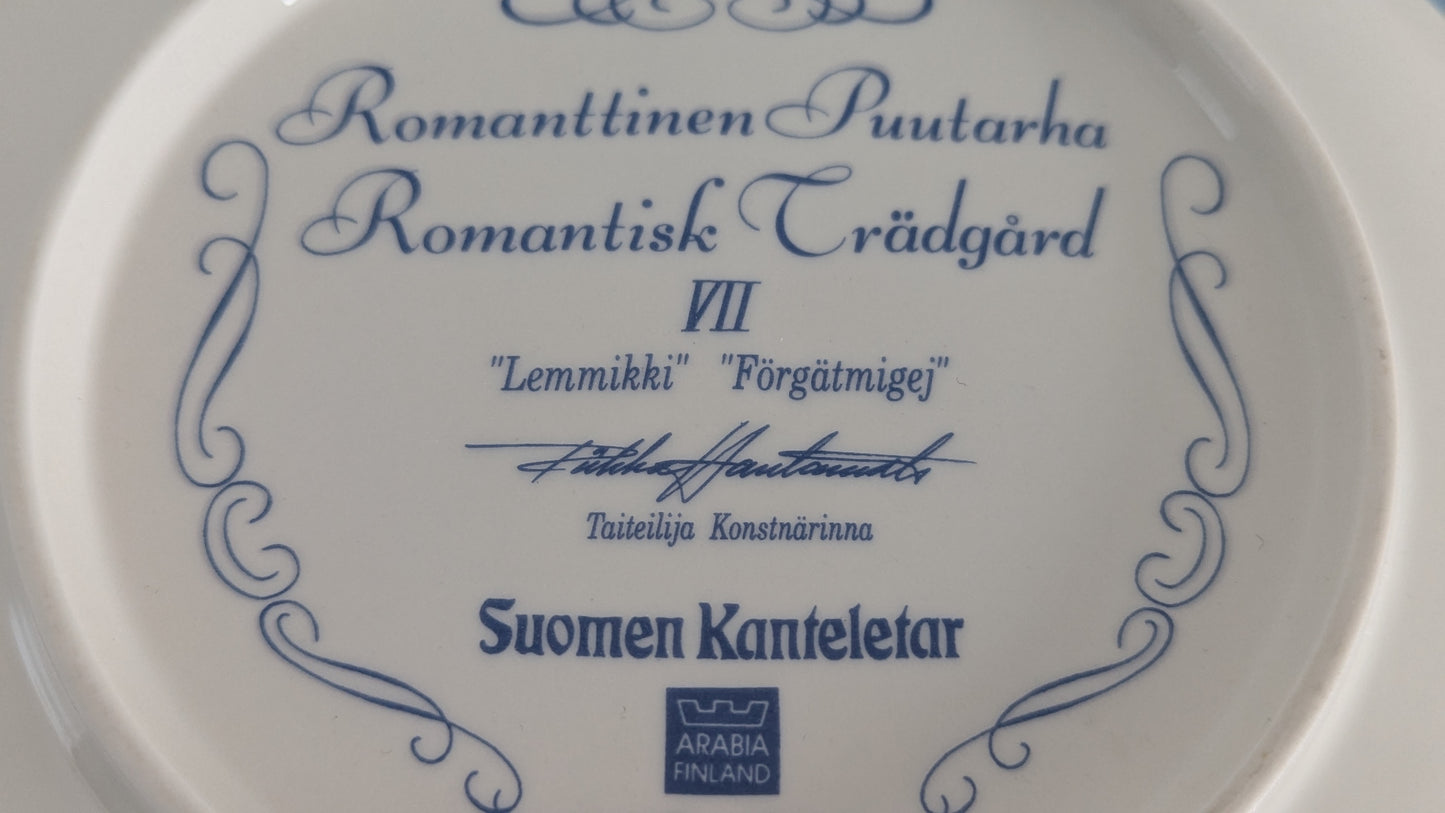 Romanttinen Puutarha
Romantisk Trädgård
VII
"Lemmikki" "Förgätmigej"
Taiteilija Konstnärinna
Suomen Kanteletar
ARABIA
FINLAND